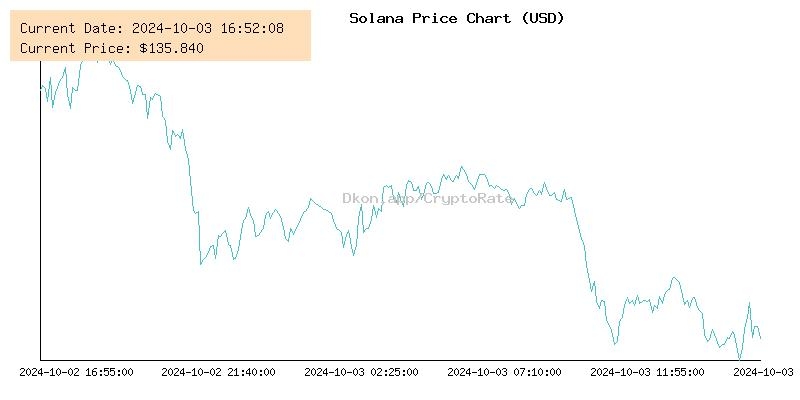 Solana Price Chart (USD)
Current Date: 2024-10-03 16:52:08
Current Price: $135.840
Dkoniapp/CryptoRate
2024-10-02 16:55:00 2024-10-02 21:40:00 2024-10-03 02:25:00 2024-10-03 07:10:00 2024-10-03 11:55:00 2024-10-03